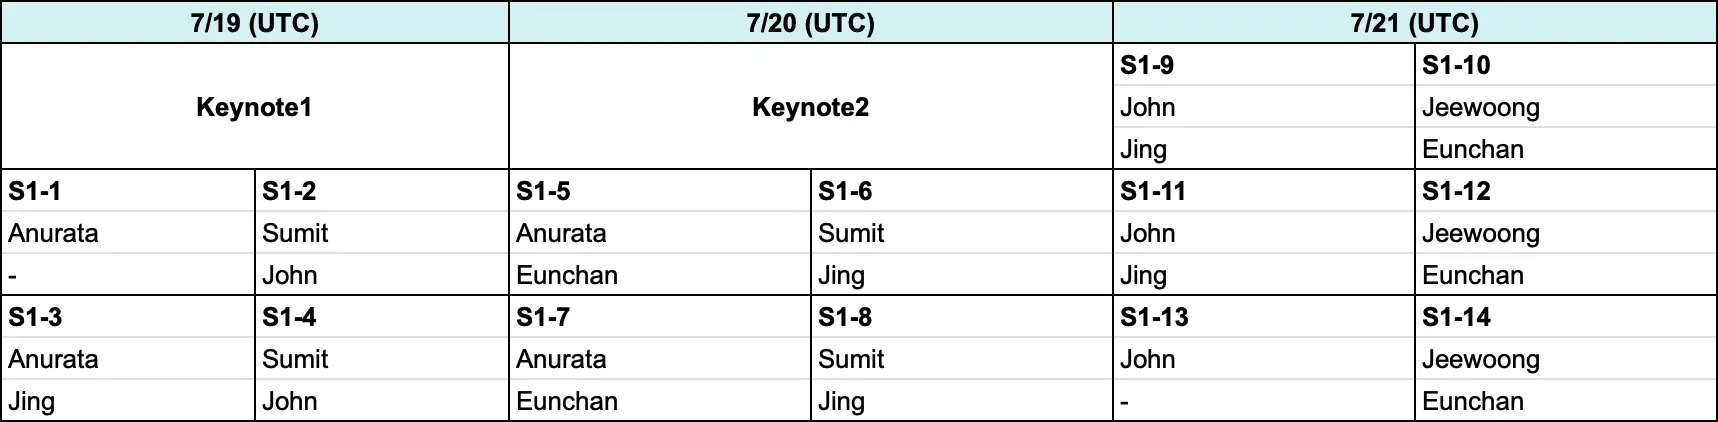 7/19 (UTC) 7/20 (UTC) 7/21 (UTC)
Keynote1 Keynote2 S1-9 S1-10
John Jeewoong
Jing Eunchan
S1-1 S1-2 S1-5 S1-6 S1-11 S1-12
Anurata Sumit Anurata Sumit John Jeewoong
- John Eunchan Jing Jing Eunchan
S1-3 S1-4 S1-7 S1-8 S1-13 S1-14
Anurata Sumit Anurata Sumit John Jeewoong
Jing John Eunchan Jing - Eunchan